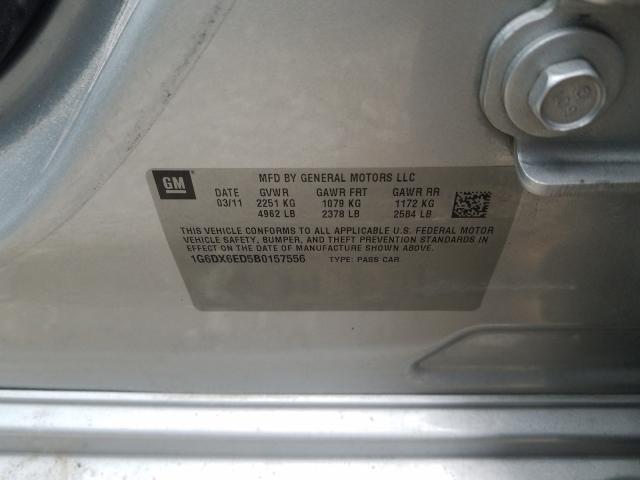 GM MFD BY GENERAL MOTORS LLC
DATE GVWR GAWR FRT GAWR RR
03/11 2251 KG 1079 KG 1172 KG
4962 LB 2378 LB 2584 LB
THIS VEHICLE CONFORMS TO ALL APPLICABLE U.S. FEDERAL MOTOR
VEHICLE SAFETY, BUMPER, AND THEFT PREVENTION STANDARDS IN
EFFECT ON THE DATE OF MANUFACTURE SHOWN ABOVE.
1G6DX6ED5B0157556 TYPE: PASS CAR